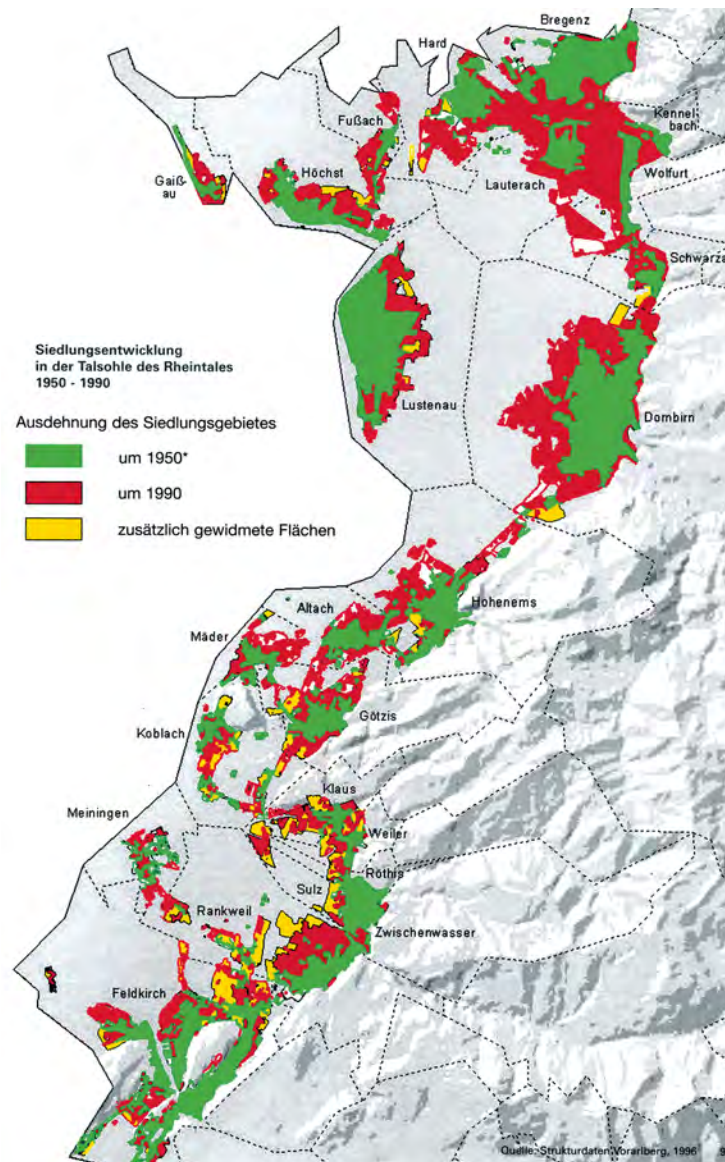 Bregenz
Hard
Kennel-
bach
Fußach
Gaiß-
au
Höchst
Lauterach
Wolfurt
Schwarza
Siedlungsentwicklung
in der Talsohle des Rheintales
1950 - 1990
Lustenau
Dornbirn
Ausdehnung des Siedlungsgebietes
um 1950*
um 1990
zusätzlich gewidmete Flächen
Altach
Hohenems
Mäder
Götzis
Koblach
Klaus
Meiningen
Weiler
Röthis
Sulz
Rankweil
Zwischenwasser
Feldkirch
Quelle: Strukturdaten Vorarlberg, 1996